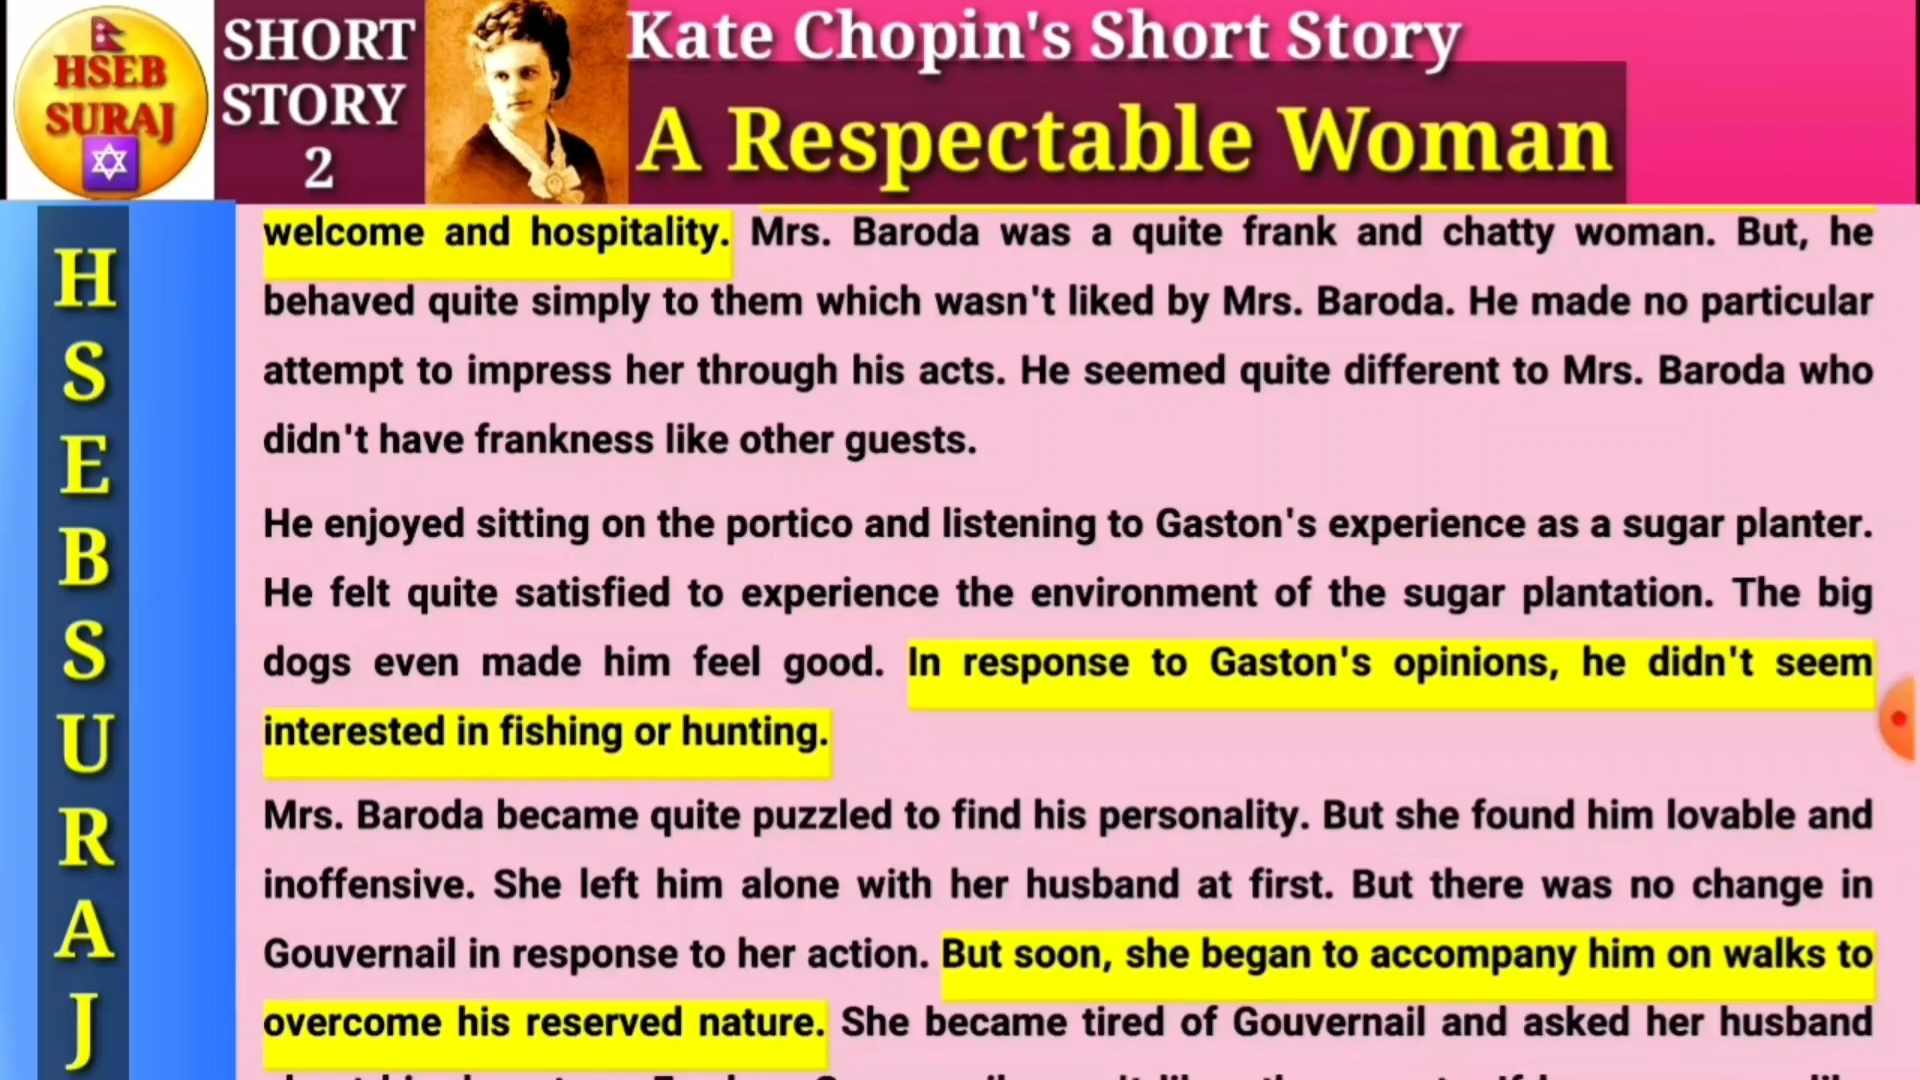 HSEB
SURAJ
SHORT
STORY
2
Kate Chopin's Short Story
A Respectable Woman
H
S
E
B
S
U
R
A
J
welcome and hospitality. Mrs. Baroda was a quite frank and chatty woman. But, he
behaved quite simply to them which wasn't liked by Mrs. Baroda. He made no particular
attempt to impress her through his acts. He seemed quite different to Mrs. Baroda who
didn't have frankness like other guests.
He enjoyed sitting on the portico and listening to Gaston's experience as a sugar planter.
He felt quite satisfied to experience the environment of the sugar plantation. The big
dogs even made him feel good. In response to Gaston's opinions, he didn't seem
interested in fishing or hunting.
Mrs. Baroda became quite puzzled to find his personality. But she found him lovable and
inoffensive. She left him alone with her husband at first. But there was no change in
Gouvernail in response to her action. But soon, she began to accompany him on walks to
overcome his reserved nature. She became tired of Gouvernail and asked her husband